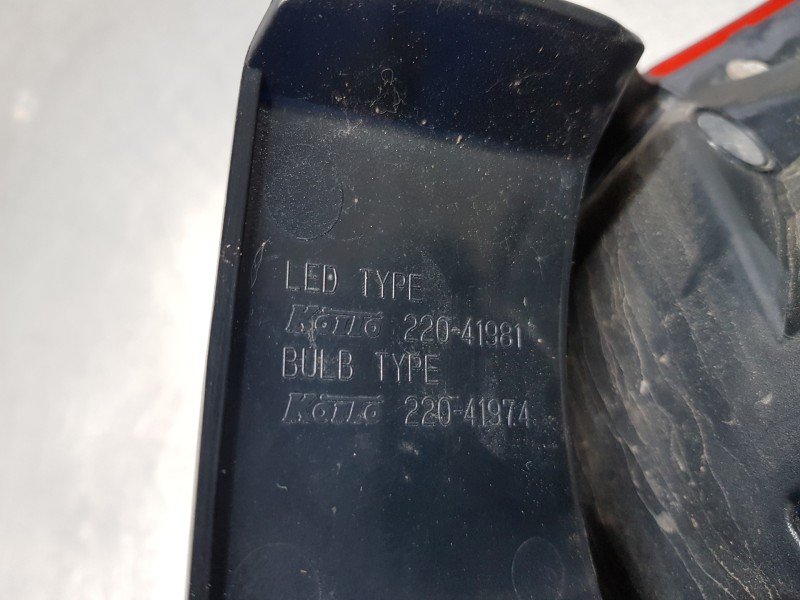 LED TYPE
Koito 220-41981
BULB TYPE
Koito 220-41974